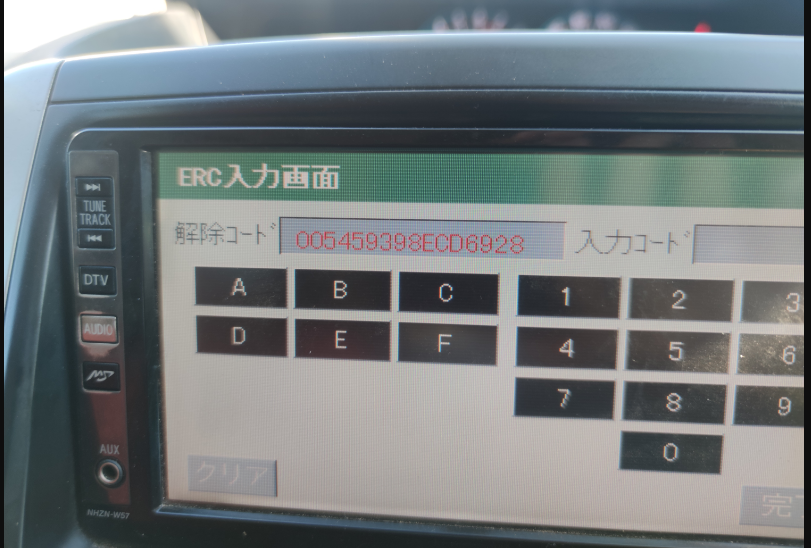 ERC入力画面
TUNE
TRACK
解除コード 005459398ECD6928 入力コード
DTV
A B C 1 2 3
AUDIO
D E F 4 5 6
7 8 9
AUX
0
クリア
完
NHZN-W57